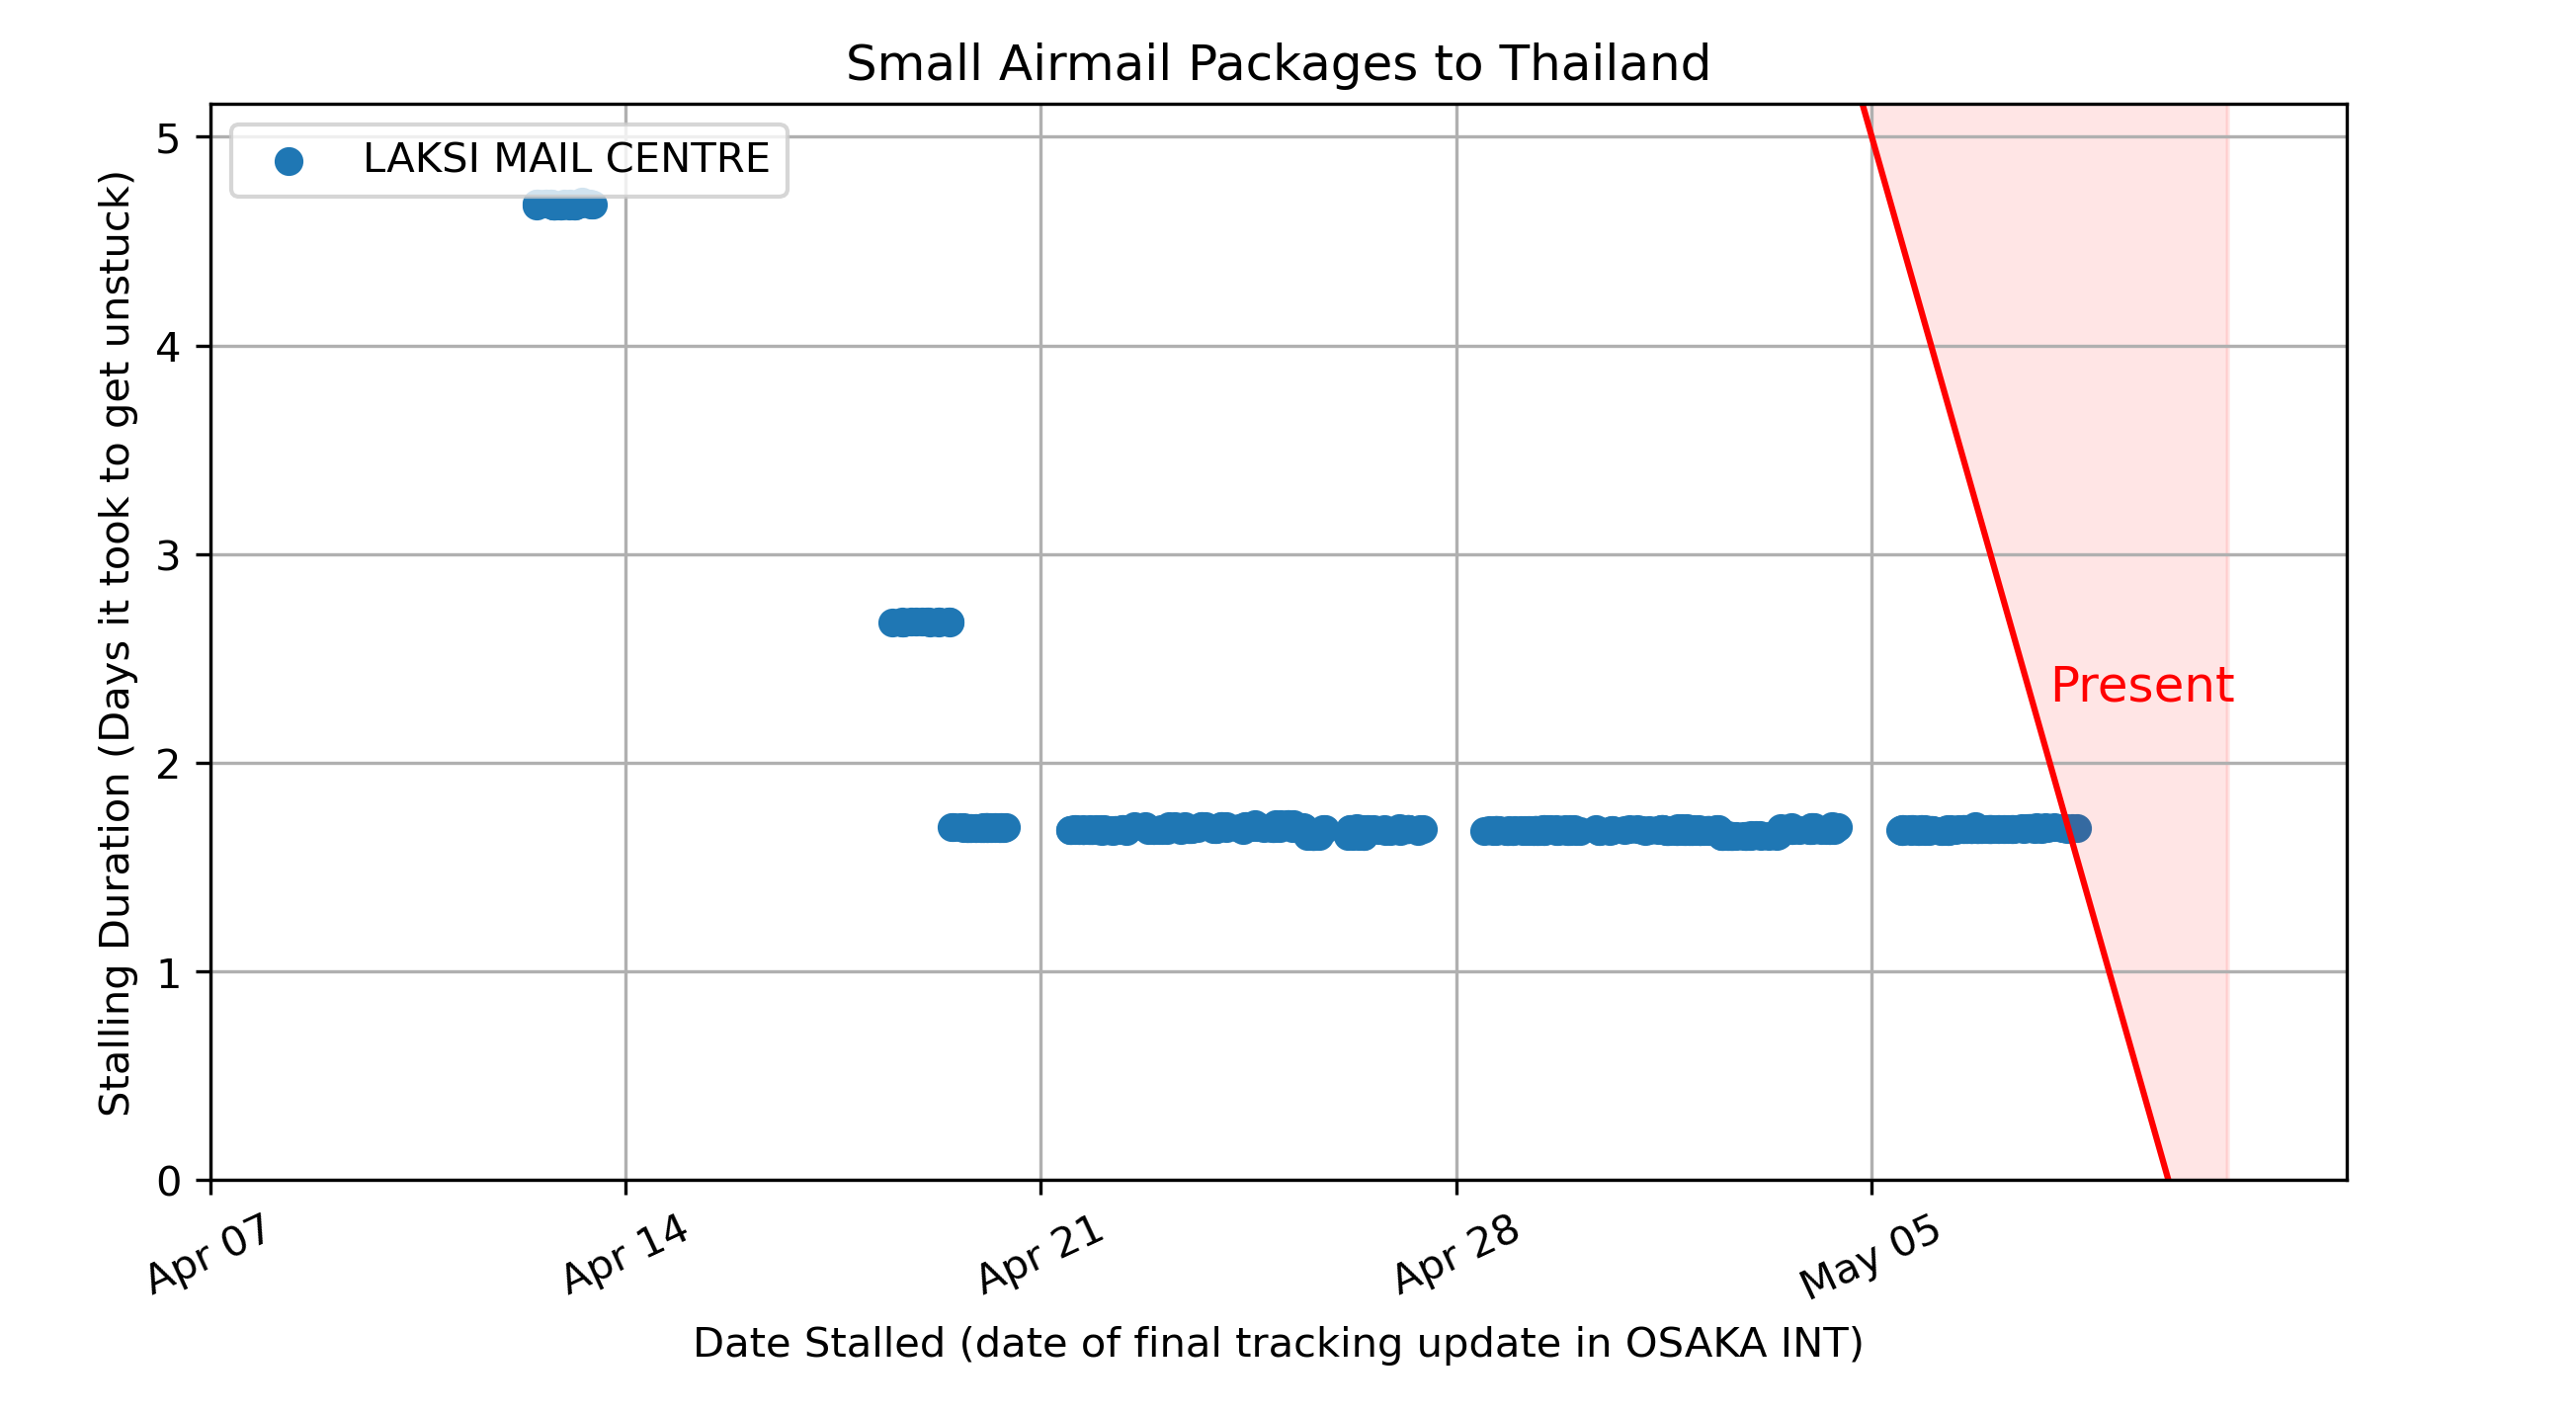 Small Airmail Packages to Thailand
LAKSI MAIL CENTRE
Stalling Duration (Days it took to get unstuck)
5
4
3
2
1
0
Present
Apr 07
Apr 14
Apr 21
Apr 28
May 05
Date Stalled (date of final tracking update in OSAKA INT)